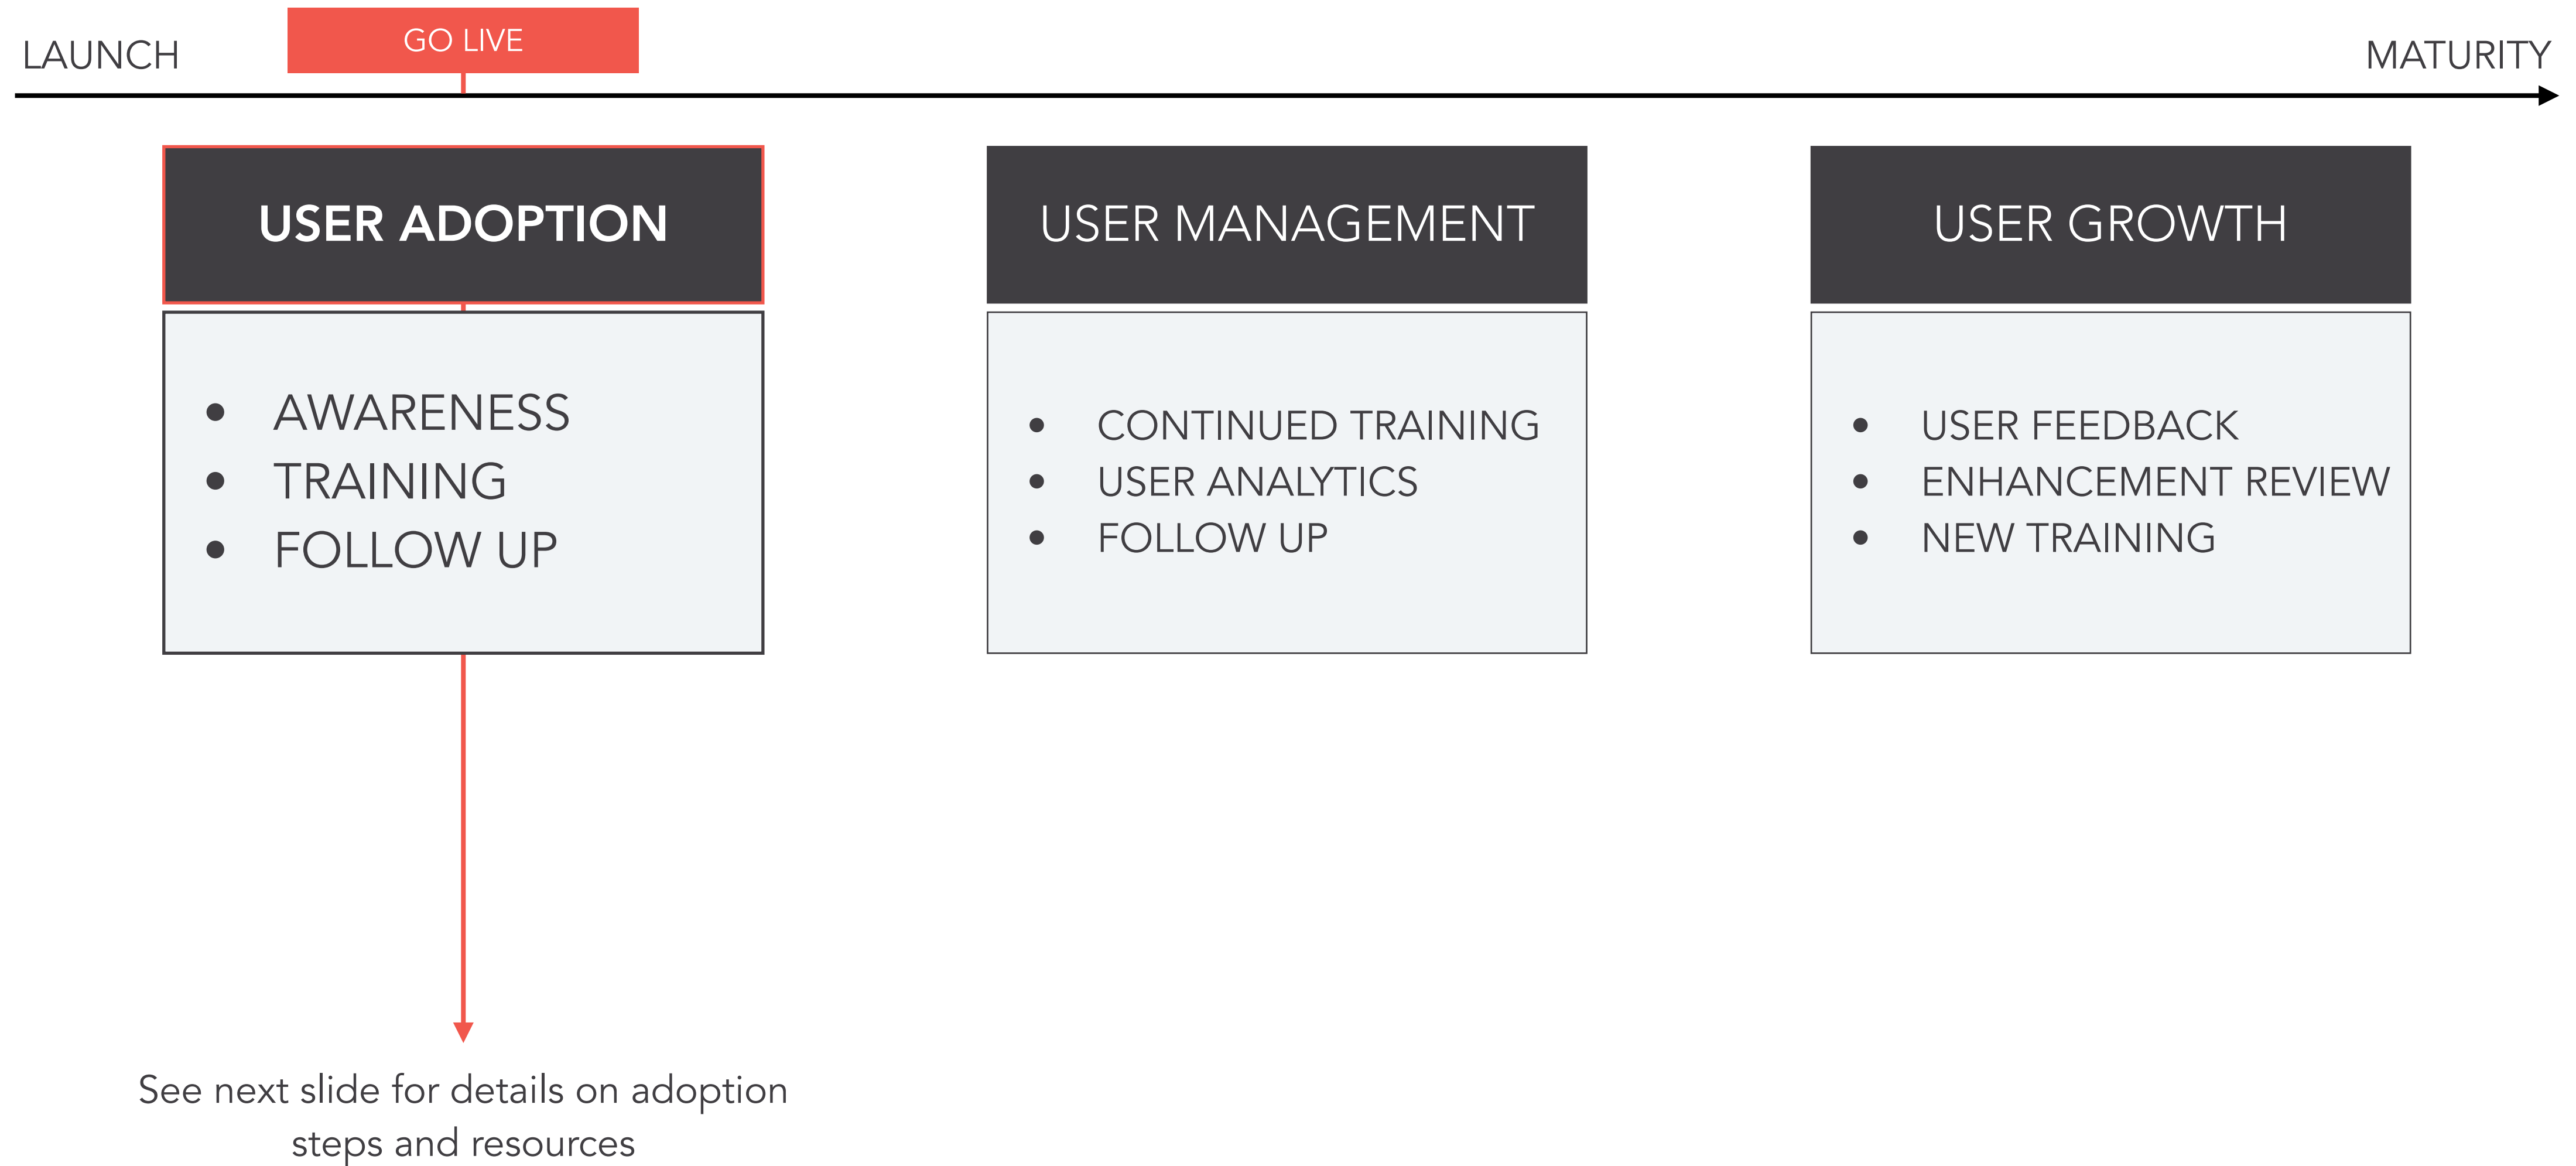 LAUNCH
GO LIVE
MATURITY
USER ADOPTION
• AWARENESS
• TRAINING
• FOLLOW UP
USER MANAGEMENT
• CONTINUED TRAINING
• USER ANALYTICS
• FOLLOW UP
USER GROWTH
• USER FEEDBACK
• ENHANCEMENT REVIEW
• NEW TRAINING
See next slide for details on adoption
steps and resources